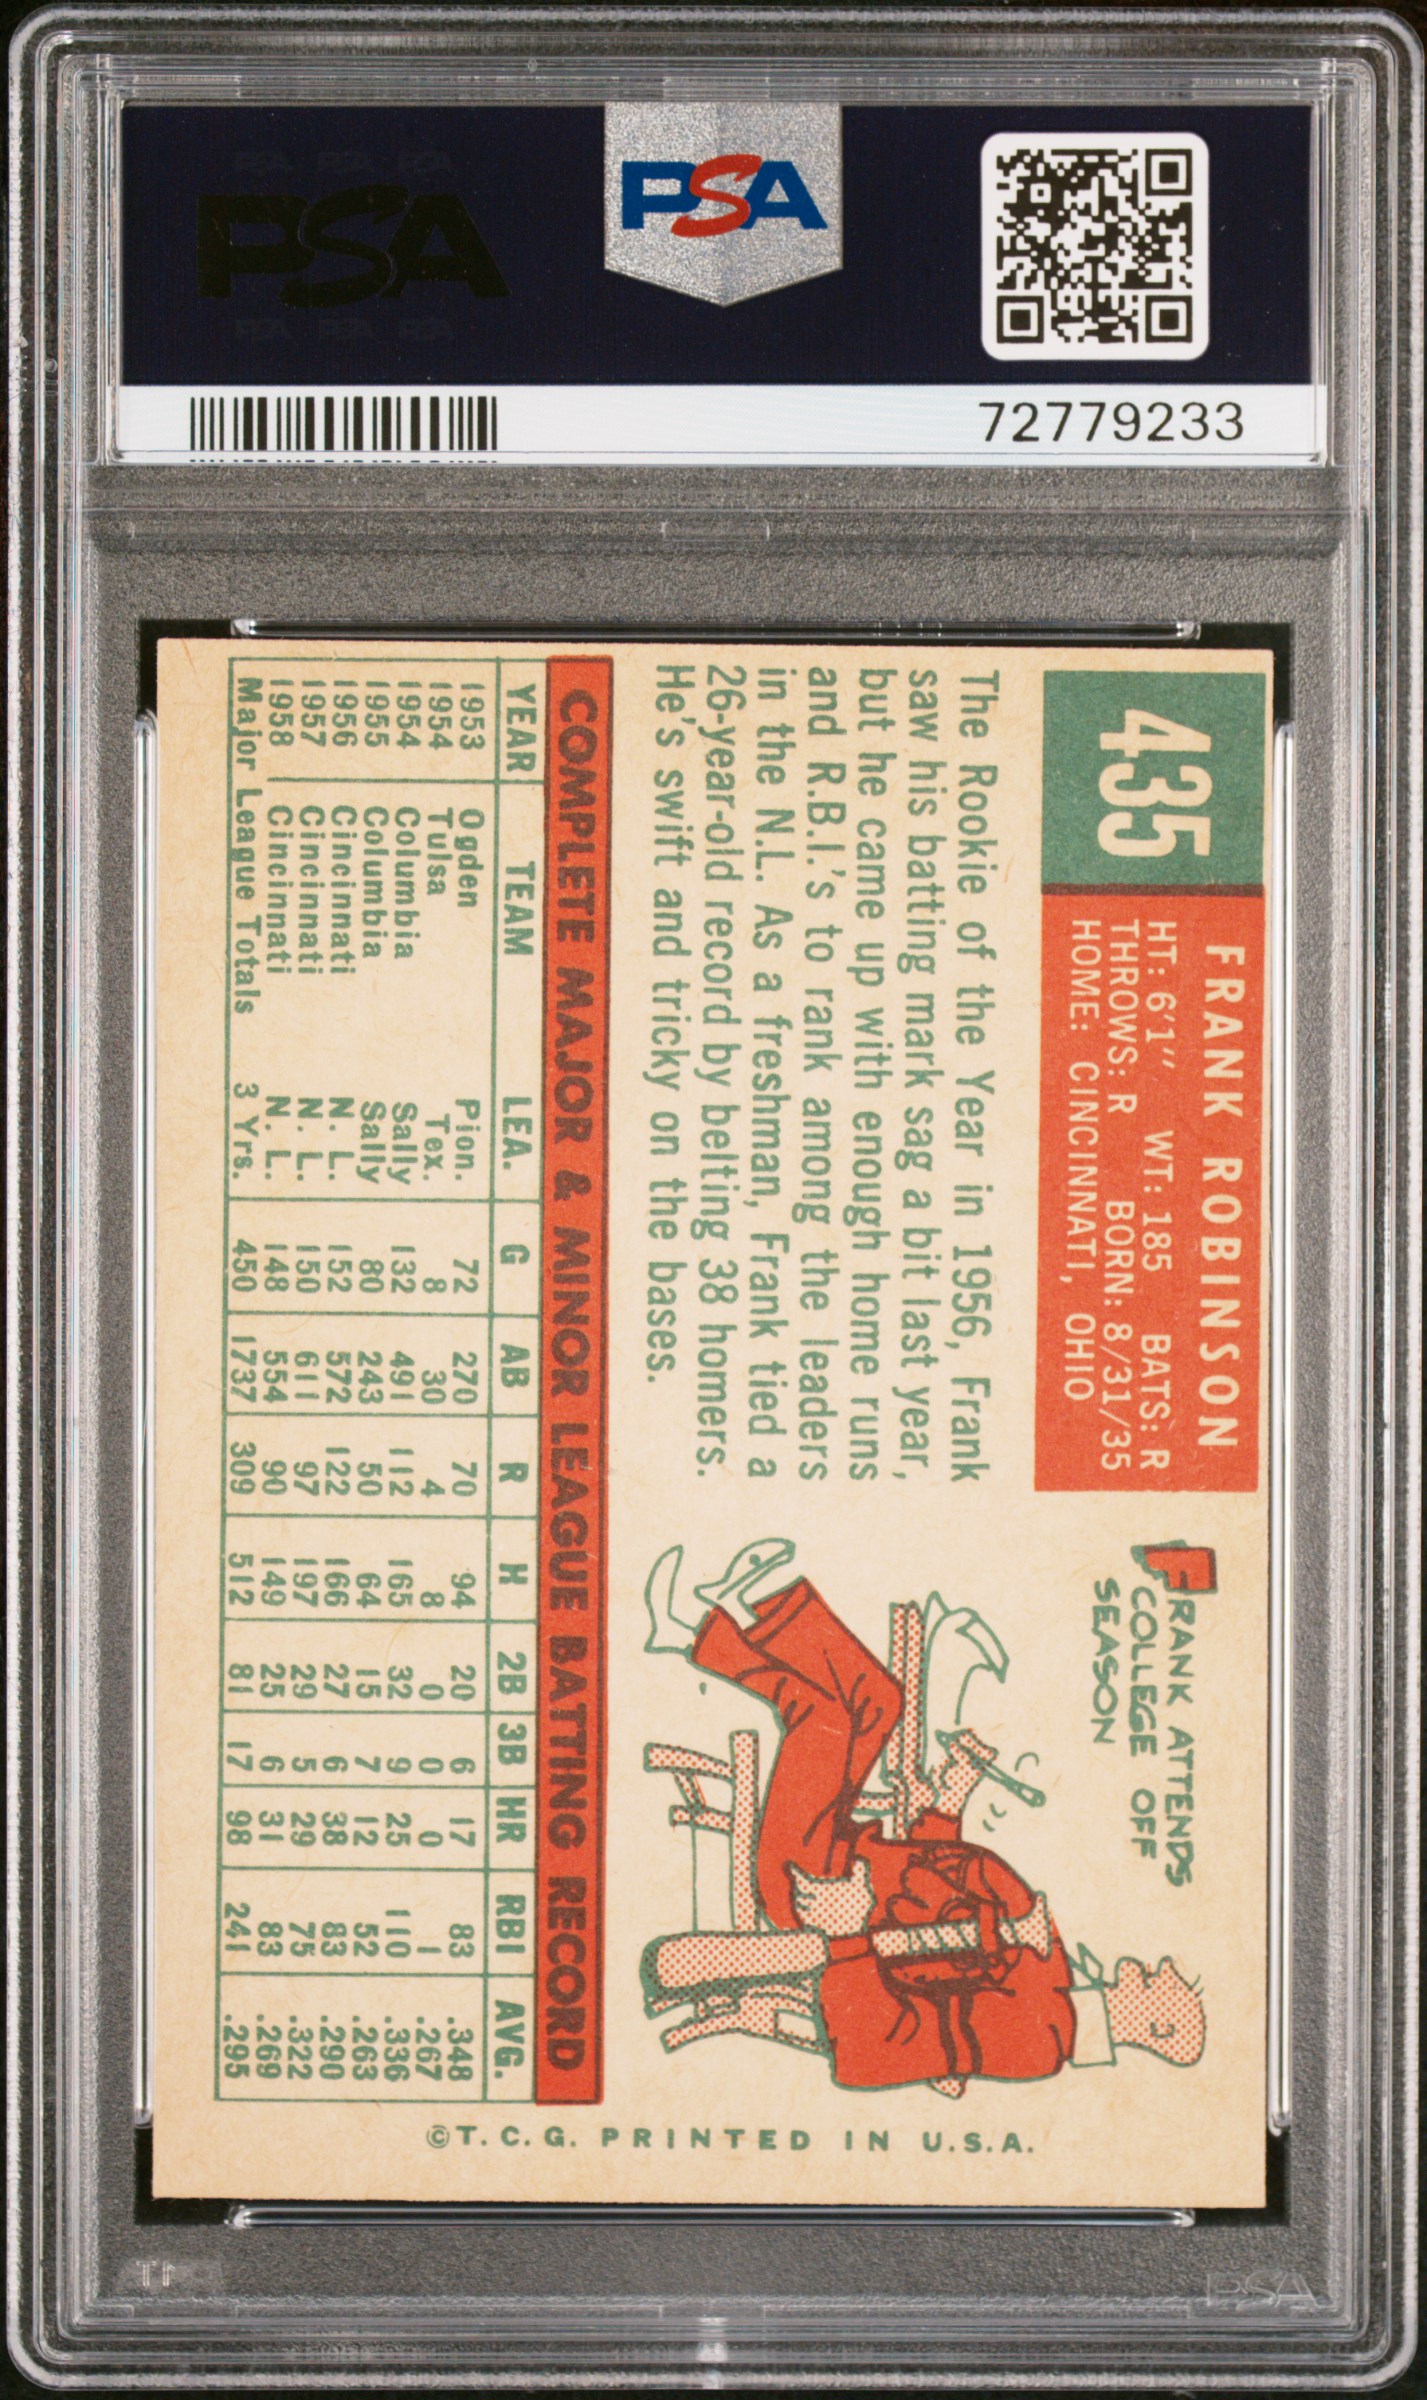 PSA PSA PSA
PSA
PSA PSA PSA
PSA
72779233
435
FRANK ROBINSON
HT: 6'1" WT: 185 BATS: R
THROWS: R BORN: 8/31/35
HOME: CINCINNATI, OHIO
The Rookie of the Year in 1956, Frank
saw his batting mark sag a bit last year,
but he came up with enough home runs
and R.B.I.'s to rank among the leaders
in the N.L. As a freshman, Frank tied a
26-year-old record by belting 38 homers.
He's swift and tricky on the bases.
FRANK ATTENDS
COLLEGE OFF
SEASON
COMPLETE MAJOR & MINOR LEAGUE BATTING RECORD
YEAR TEAM LEA. G AB R H 2B 3B HR RBI AVG.
1953 Ogden Pion. 72 270 70 94 20 6 17 83 .348
1954 Tulsa Tex. 8 30 4 8 0 0 0 1 .267
1954 Columbia Sally 132 491 112 165 32 9 25 110 .336
1955 Columbia Sally 80 243 50 64 15 7 12 52 .263
1956 Cincinnati N. L. 152 572 122 166 27 6 38 83 .290
1957 Cincinnati N. L. 150 611 97 197 29 5 29 75 .322
1958 Cincinnati N. L. 148 554 90 149 25 6 31 83 .269
Major League Totals 3 Yrs. 450 1737 309 512 81 17 98 241 .295
©T. C. G. PRINTED IN U.S.A.
PSA